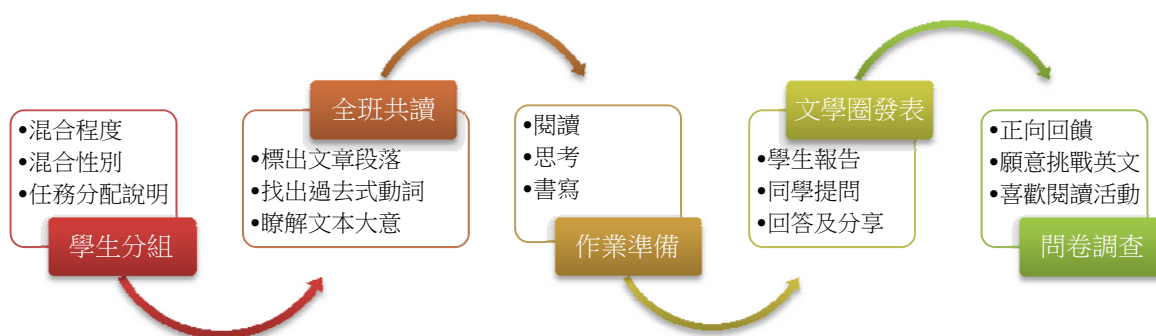 •混合程度
•混合性別
•任務分配說明
學生分組
全班共讀
•標出文章段落
•找出過去式動詞
•瞭解文本大意
•閱讀
•思考
•書寫
作業準備
文學圈發表
•學生報告
•同學提問
•回答及分享
•正向回饋
•願意挑戰英文
•喜歡閱讀活動
問卷調查